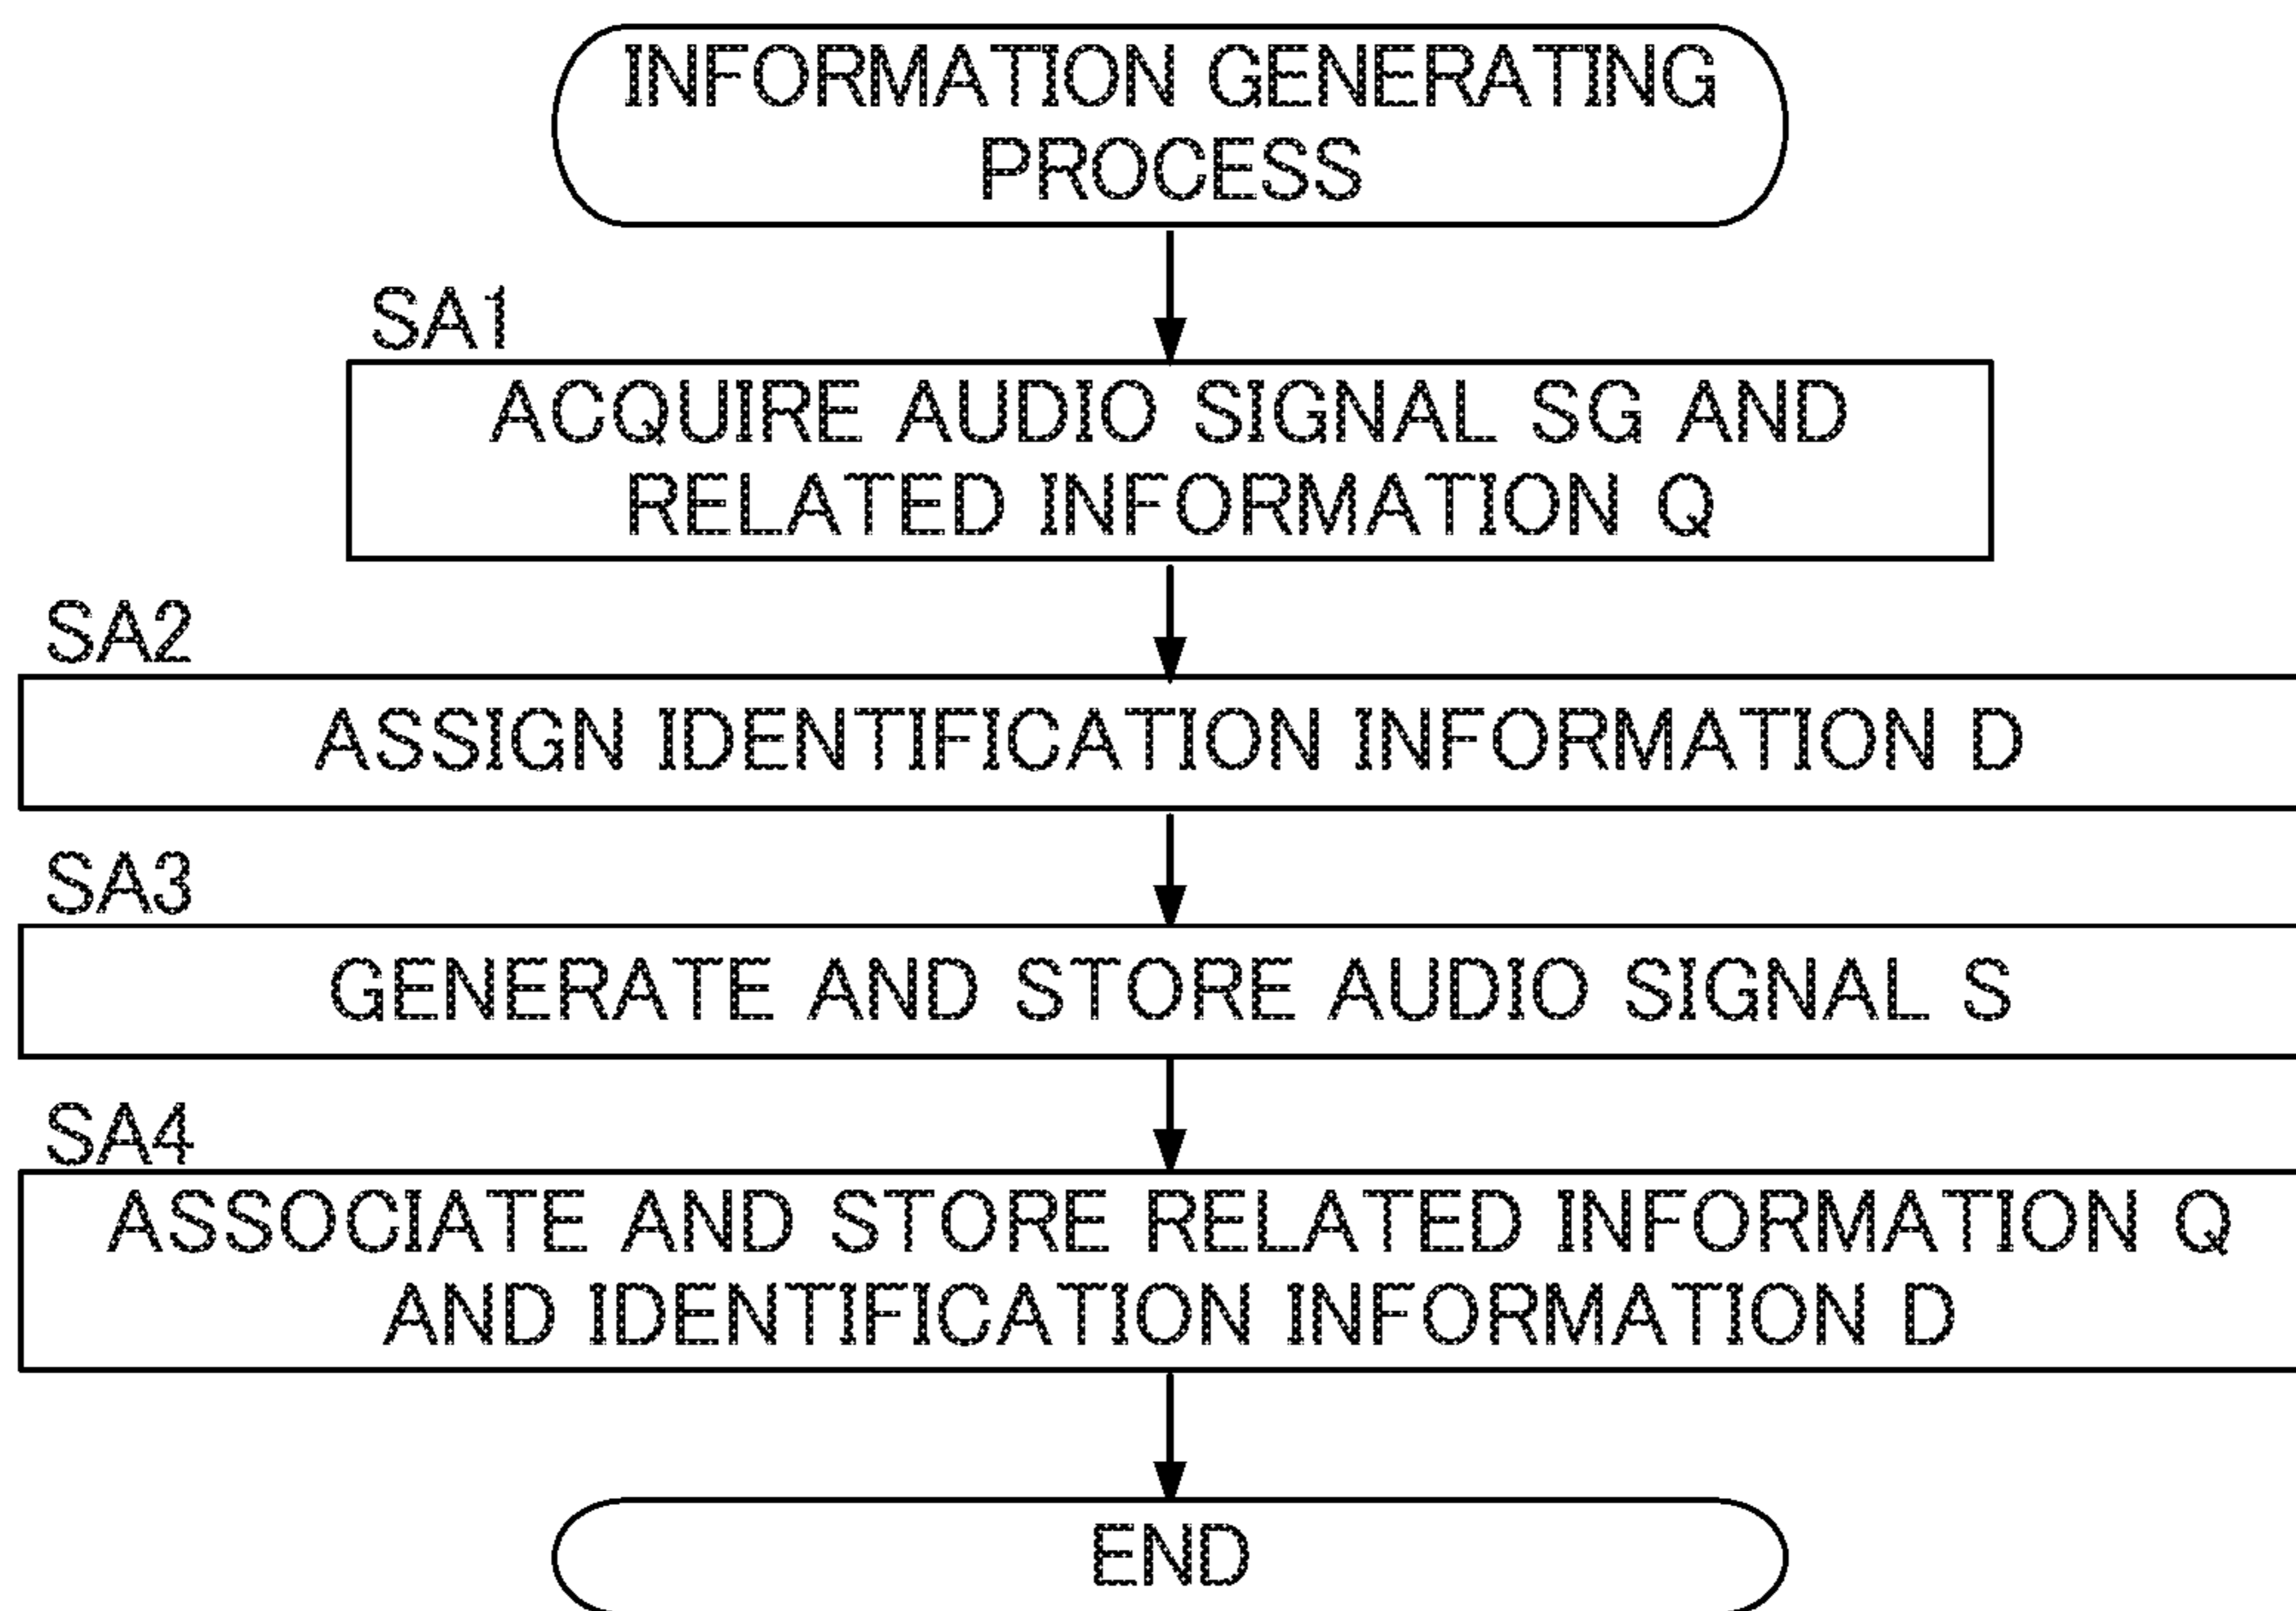 INFORMATION GENERATING
PROCESS
SA1
ACQUIRE AUDIO SIGNAL SG AND
RELATED INFORMATION Q
SA2
ASSIGN IDENTIFICATION INFORMATION D
SA3
GENERATE AND STORE AUDIO SIGNAL S
SA4
ASSOCIATE AND STORE RELATED INFORMATION Q
AND IDENTIFICATION INFORMATION D
END